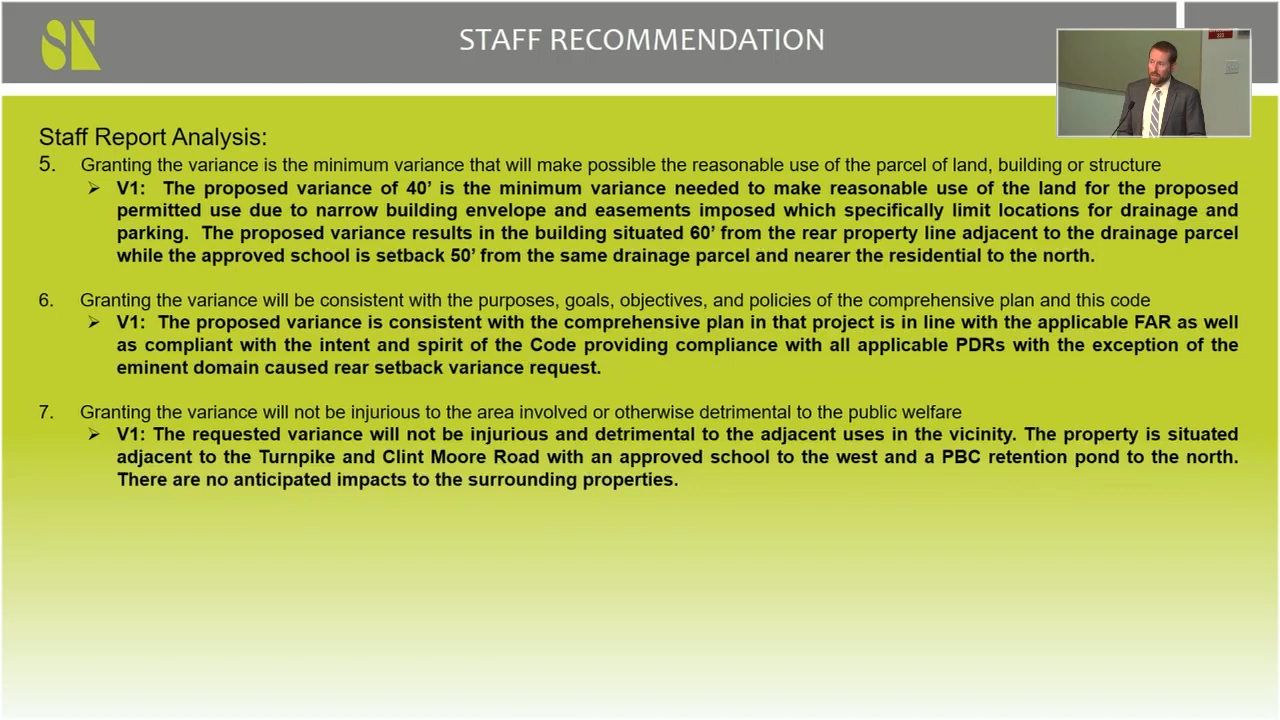 SN
STAFF RECOMMENDATION
Staff Report Analysis:
5. Granting the variance is the minimum variance that will make possible the reasonable use of the parcel of land, building or structure
➢ V1: The proposed variance of 40’ is the minimum variance needed to make reasonable use of the land for the proposed
permitted use due to narrow building envelope and easements imposed which specifically limit locations for drainage and
parking. The proposed variance results in the building situated 60’ from the rear property line adjacent to the drainage parcel
while the approved school is setback 50’ from the same drainage parcel and nearer the residential to the north.
6. Granting the variance will be consistent with the purposes, goals, objectives, and policies of the comprehensive plan and this code
➢ V1: The proposed variance is consistent with the comprehensive plan in that project is in line with the applicable FAR as well
as compliant with the intent and spirit of the Code providing compliance with all applicable PDRs with the exception of the
eminent domain caused rear setback variance request.
7. Granting the variance will not be injurious to the area involved or otherwise detrimental to the public welfare
➢ V1: The requested variance will not be injurious and detrimental to the adjacent uses in the vicinity. The property is situated
adjacent to the Turnpike and Clint Moore Road with an approved school to the west and a PBC retention pond to the north.
There are no anticipated impacts to the surrounding properties.